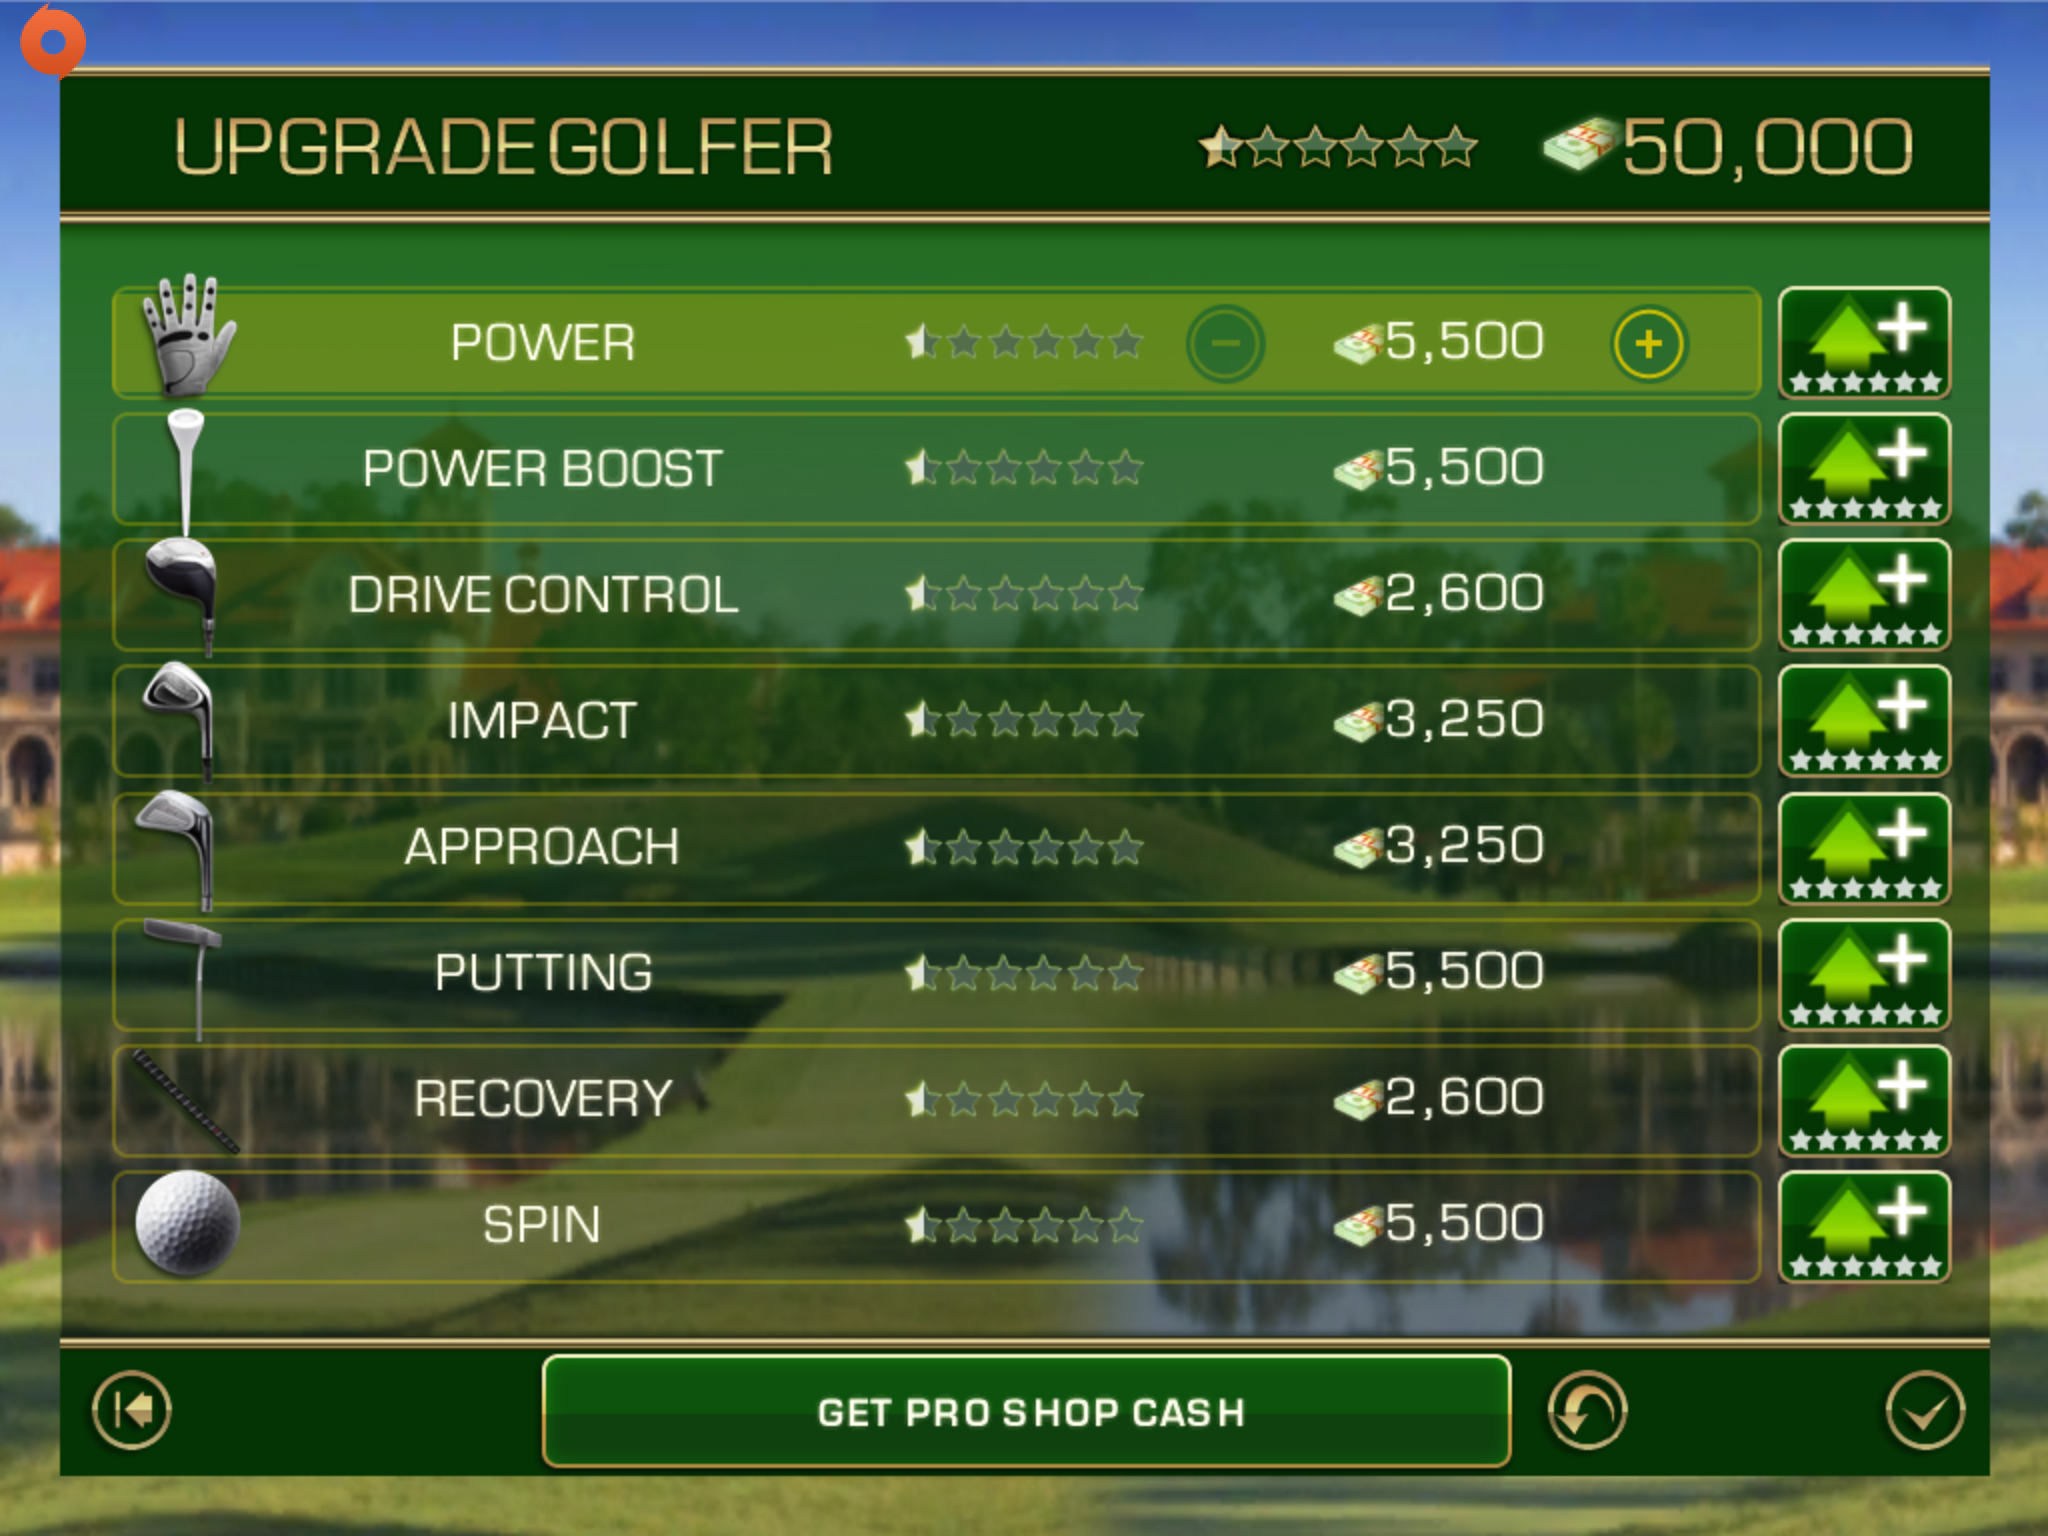 UPGRADE GOLFER 50,000
POWER 5,500
POWER BOOST 5,500
DRIVE CONTROL 2,600
IMPACT 3,250
APPROACH 3,250
PUTTING 5,500
RECOVERY 2,600
SPIN 5,500
GET PRO SHOP CASH